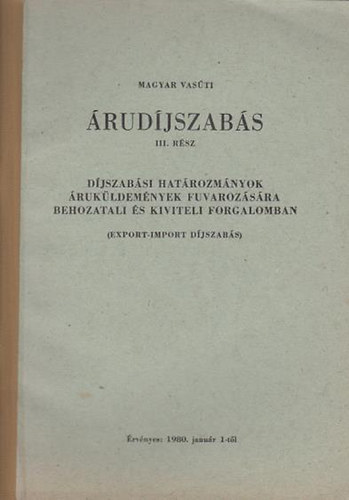 MAGYAR VASÚTI
ÁRUDÍJSZABÁS
III. RÉSZ
DÍJSZABÁSI HATÁROZMÁNYOK
ÁRUKÜLDEMÉNYEK FUVAROZÁSÁRA
BEHOZATALI ÉS KIVITELI FORGALOMBAN
(EXPORT-IMPORT DÍJSZABÁS)
Érvényes: 1980. január 1-től